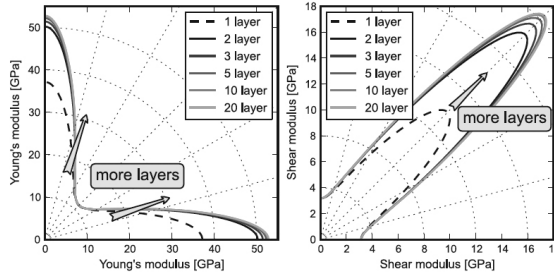 50
40
30
20
10
0
Young's modulus [GPa]
0 10 20 30 40 50
Young's modulus [GPa]
1 layer
2 layer
3 layer
5 layer
10 layer
20 layer
more layers
18
16
14
12
10
8
6
4
2
0
Shear modulus [GPa]
0 2 4 6 8 10 12 14 16
Shear modulus [GPa]
1 layer
2 layer
3 layer
5 layer
10 layer
20 layer
more layers